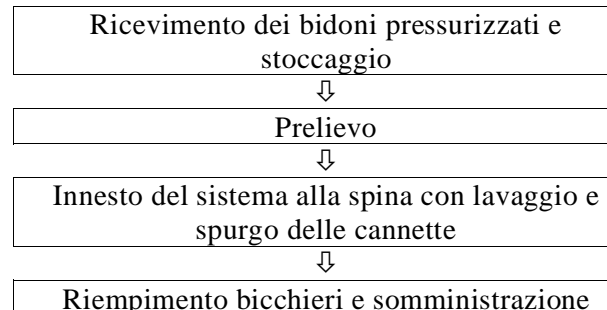 Ricevimento dei bidoni pressurizzati e
stoccaggio
⇩
Prelievo
⇩
Innesto del sistema alla spina con lavaggio e
spurgo delle cannette
⇩
Riempimento bicchieri e somministrazione